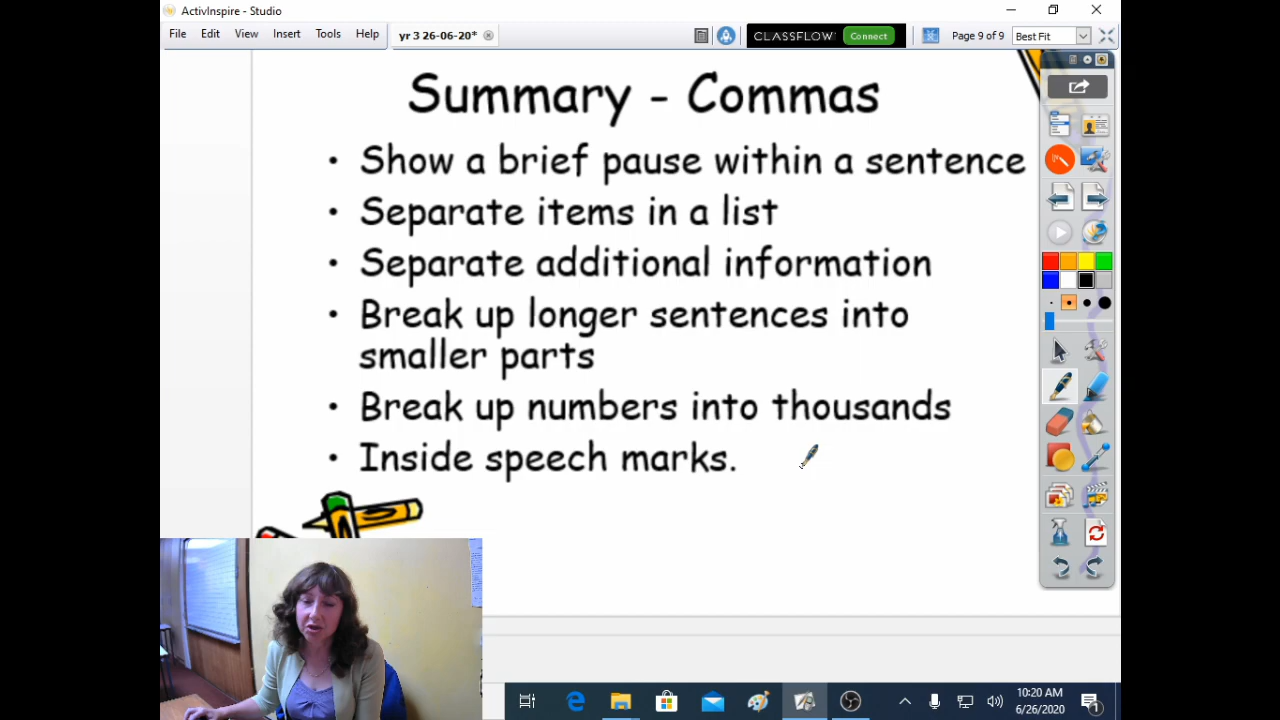 ActivInspire - Studio
File Edit View Insert Tools Help
yr 3 26-06-20*
CLASSFLOW Connect
Page 9 of 9
Best Fit
Summary - Commas
• Show a brief pause within a sentence
• Separate items in a list
• Separate additional information
• Break up longer sentences into
smaller parts
• Break up numbers into thousands
• Inside speech marks.
10:20 AM
6/26/2020
1